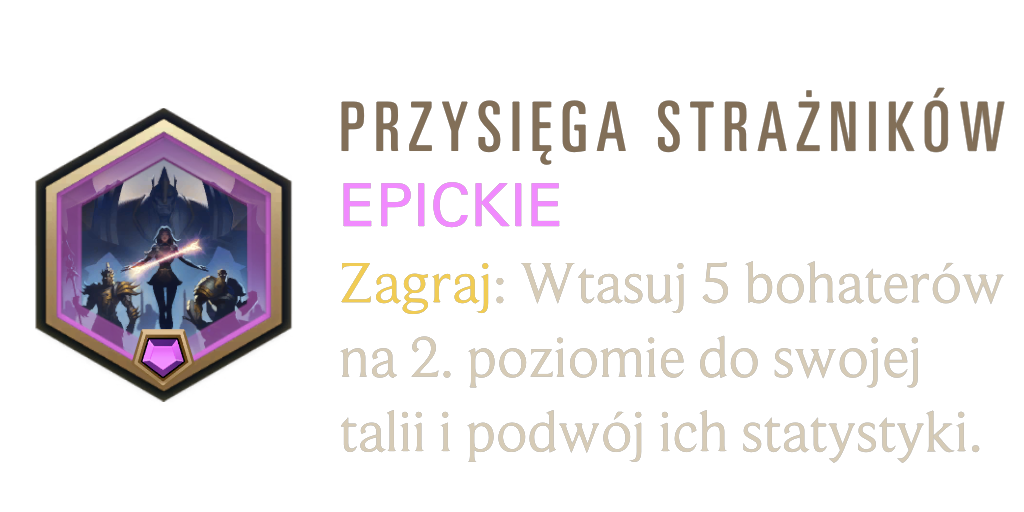 PRZYSIĘGA STRAŻNIKÓW
EPICKIE
Zagraj: Wtasuj 5 bohaterów
na 2. poziomie do swojej
talii i podwój ich statystyki.